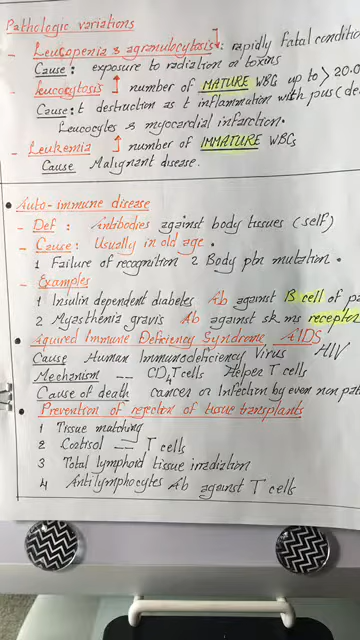 Pathologic variations
- Leucopenia & agranulocytosis ↓: rapidly fatal conditio
Cause: exposure to radiation or toxins
- Leucocytosis ↑ number of MATURE WBCs up to > 20.0
Cause: t destruction as t inflammation with pus (de
Leucocytes & myocardial infarction.
- Leukemia ↑ number of IMMATURE WBCs
Cause Malignant disease.
• Auto-immune disease
- Def: Antibodies against body tissues (self)
- Cause: Usually in old age.
1 Failure of recognition 2 Body ptn mutation.
- Examples
1 Insulin dependent diabetes Ab against B cell of pa
2 Myasthenia gravis Ab against sk ms receptor
• Aquired Immune Deficiency Syndrome AIDS
Cause Human Immunodeficiency Virus HIV
Mechanism — CD4 T cells Helper T cells
Cause of death cancer or Infection by even non pat
• Prevention of rejection of tissue transplants
1 Tissue matching
2 Cortisol — T cells
3 Total lymphoid tissue irradiation
4 Antilymphocytes Ab against T cells